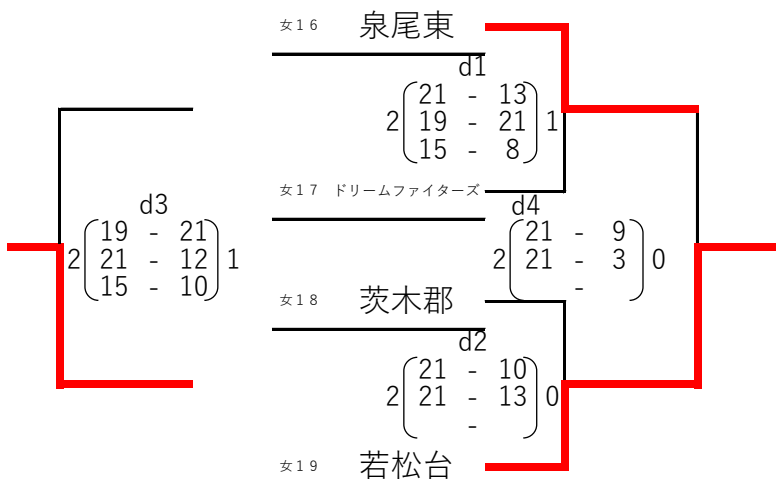 女１６ 泉尾東
d1
21 - 13
2 19 - 21 1
15 - 8
女１７ ドリームファイターズ
d3
19 - 21
2 21 - 12 1
15 - 10
d4
21 - 9
2 21 - 3 0
-
女１８ 茨木郡
d2
21 - 10
2 21 - 13 0
-
女１９ 若松台